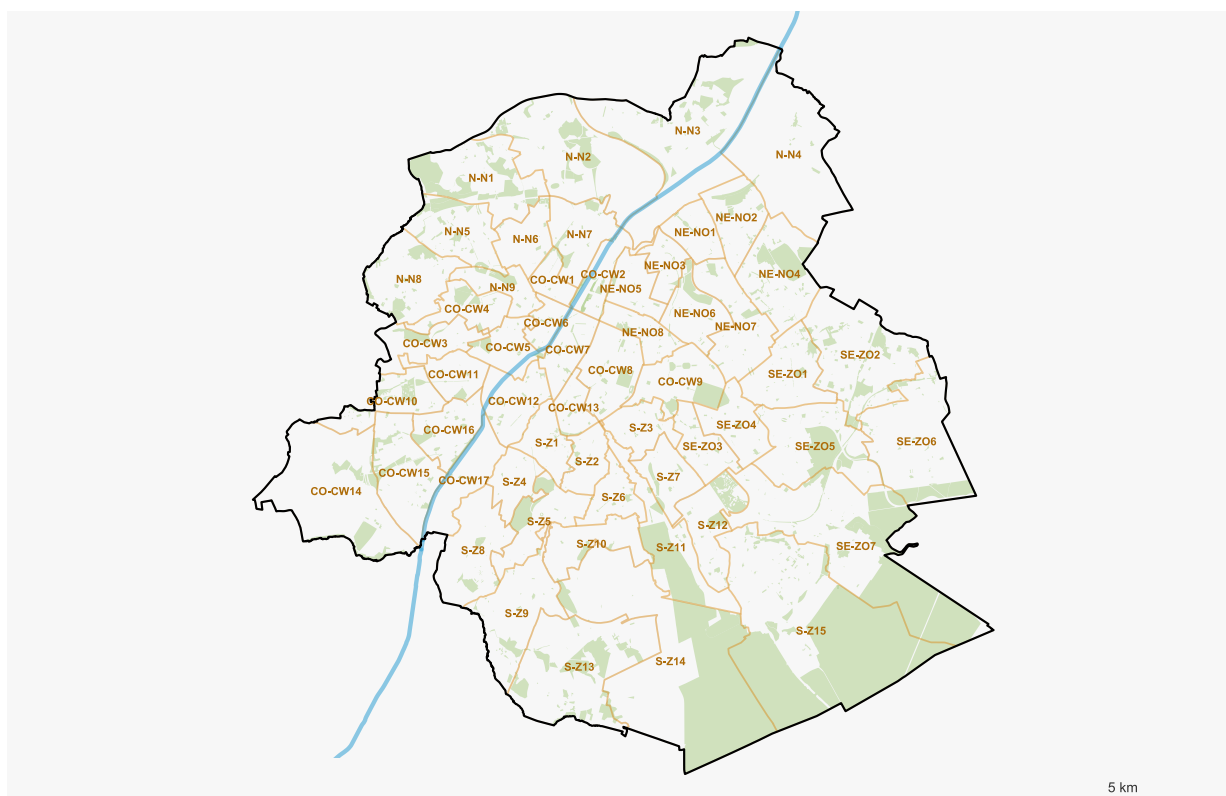 N-N3
N-N4
N-N2
N-N1
NE-NO2
NE-NO1
N-N5
N-N6
N-N7
NE-NO3
CO-CW2
NE-NO4
N-N8
CO-CW1
N-N9
NE-NO5
CO-CW4
NE-NO6
CO-CW6
NE-NO7
NE-NO8
CO-CW3
CO-CW5
CO-CW7
SE-ZO2
CO-CW11
CO-CW8
SE-ZO1
CO-CW9
CO-CW10
CO-CW12
CO-CW13
CO-CW16
S-Z3
SE-ZO4
S-Z1
SE-ZO3
SE-ZO5
SE-ZO6
S-Z2
CO-CW15
S-Z7
CO-CW17
S-Z4
CO-CW14
S-Z6
S-Z5
S-Z12
S-Z8
S-Z10
S-Z11
SE-ZO7
S-Z9
S-Z15
S-Z14
S-Z13
5 km